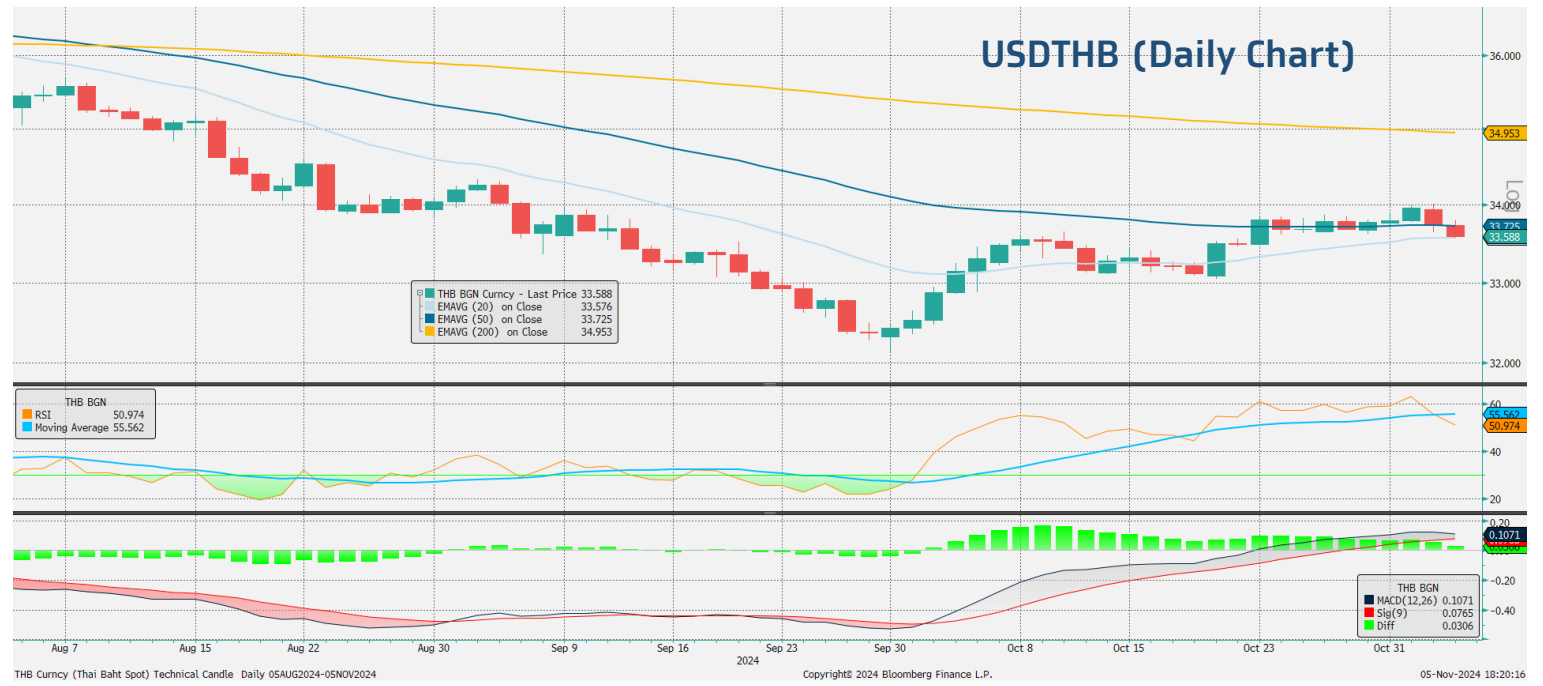 USDTHB (Daily Chart)
36.000
34.953
Log
34.000
33.725
33.588
33.000
32.000
THB BGN Curncy - Last Price 33.588
EMAVG (20) on Close 33.576
EMAVG (50) on Close 33.725
EMAVG (200) on Close 34.953
THB BGN
RSI 50.974
Moving Average 55.562
60
55.562
50.974
40
20
0.20
0.1071
-0.20
-0.40
THB BGN
MACD(12,26) 0.1071
Sig(9) 0.0765
Diff 0.0306
Aug 7
Aug 15
Aug 22
Aug 30
Sep 9
Sep 16
Sep 23
Sep 30
Oct 8
Oct 15
Oct 23
Oct 31
2024
THB Curncy (Thai Baht Spot) Technical Candle Daily 05AUG2024-05NOV2024
Copyright© 2024 Bloomberg Finance L.P.
05-Nov-2024 18:20:16